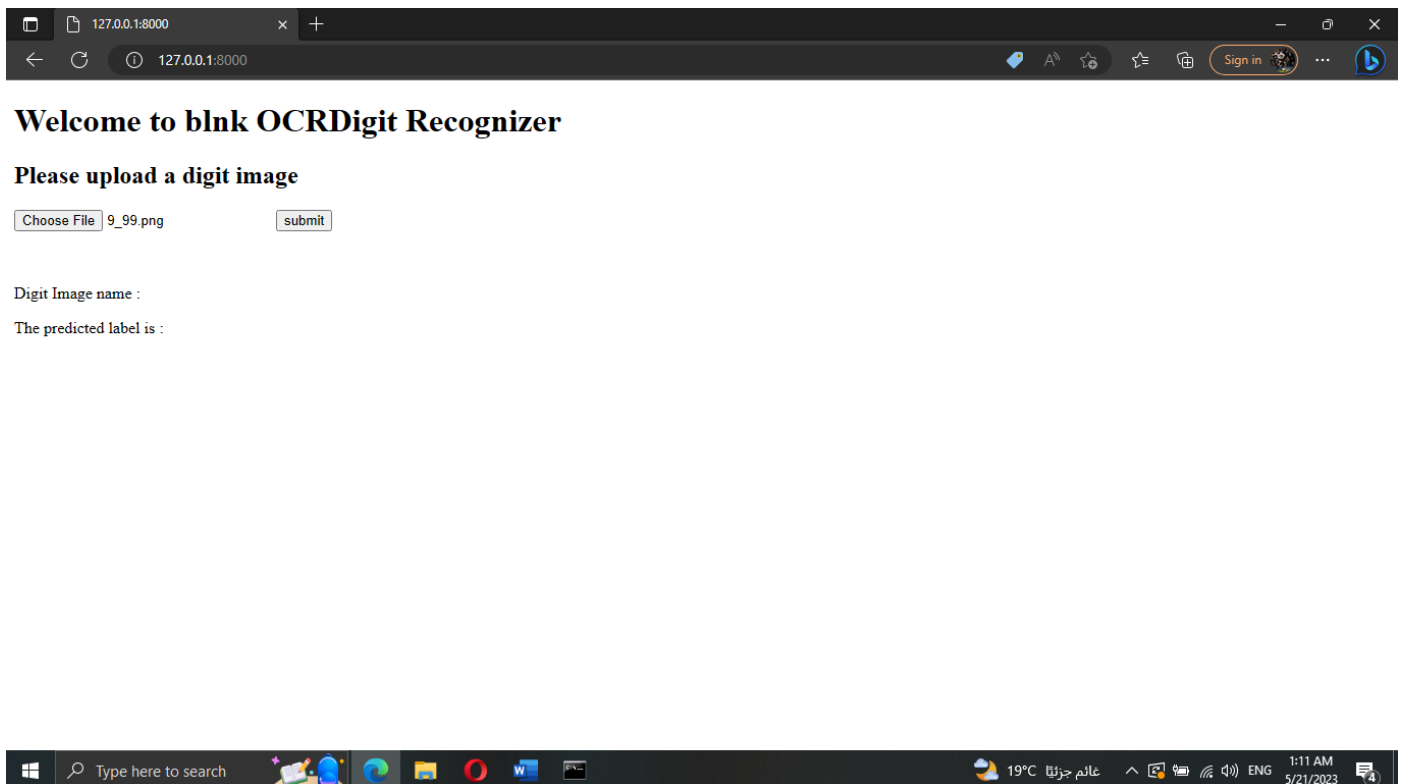 127.0.0.1:8000
127.0.0.1:8000
Sign in
Welcome to blnk OCRDigit Recognizer
Please upload a digit image
Choose File 9_99.png submit
Digit Image name :
The predicted label is :
Type here to search
19°C غائم جزئيًا
ENG
1:11 AM
5/21/2023
4